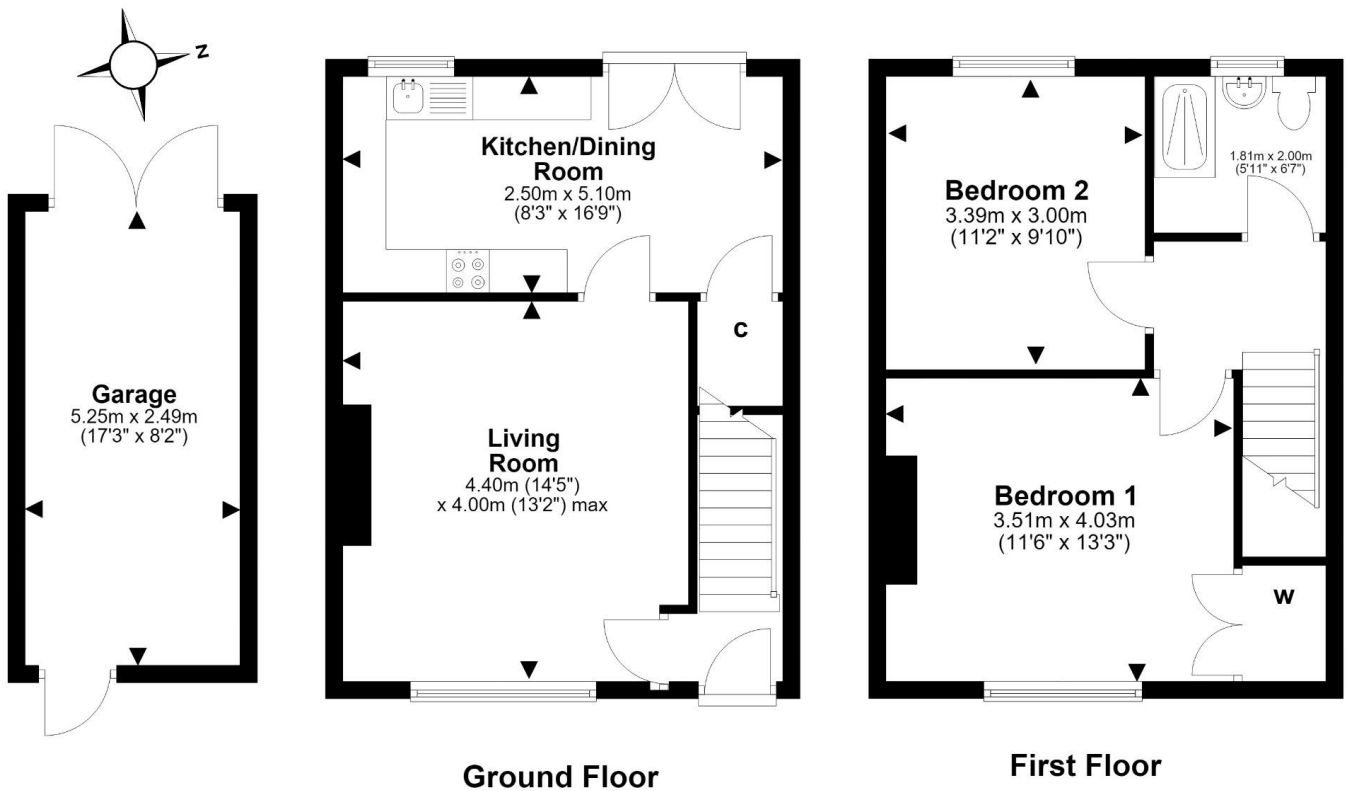 N
Garage
5.25m x 2.49m
(17'3" x 8'2")
Kitchen/Dining
Room
2.50m x 5.10m
(8'3" x 16'9")
C
Living
Room
4.40m (14'5")
x 4.00m (13'2") max
Ground Floor
Bedroom 2
3.39m x 3.00m
(11'2" x 9'10")
1.81m x 2.00m
(5'11" x 6'7")
Bedroom 1
3.51m x 4.03m
(11'6" x 13'3")
W
First Floor